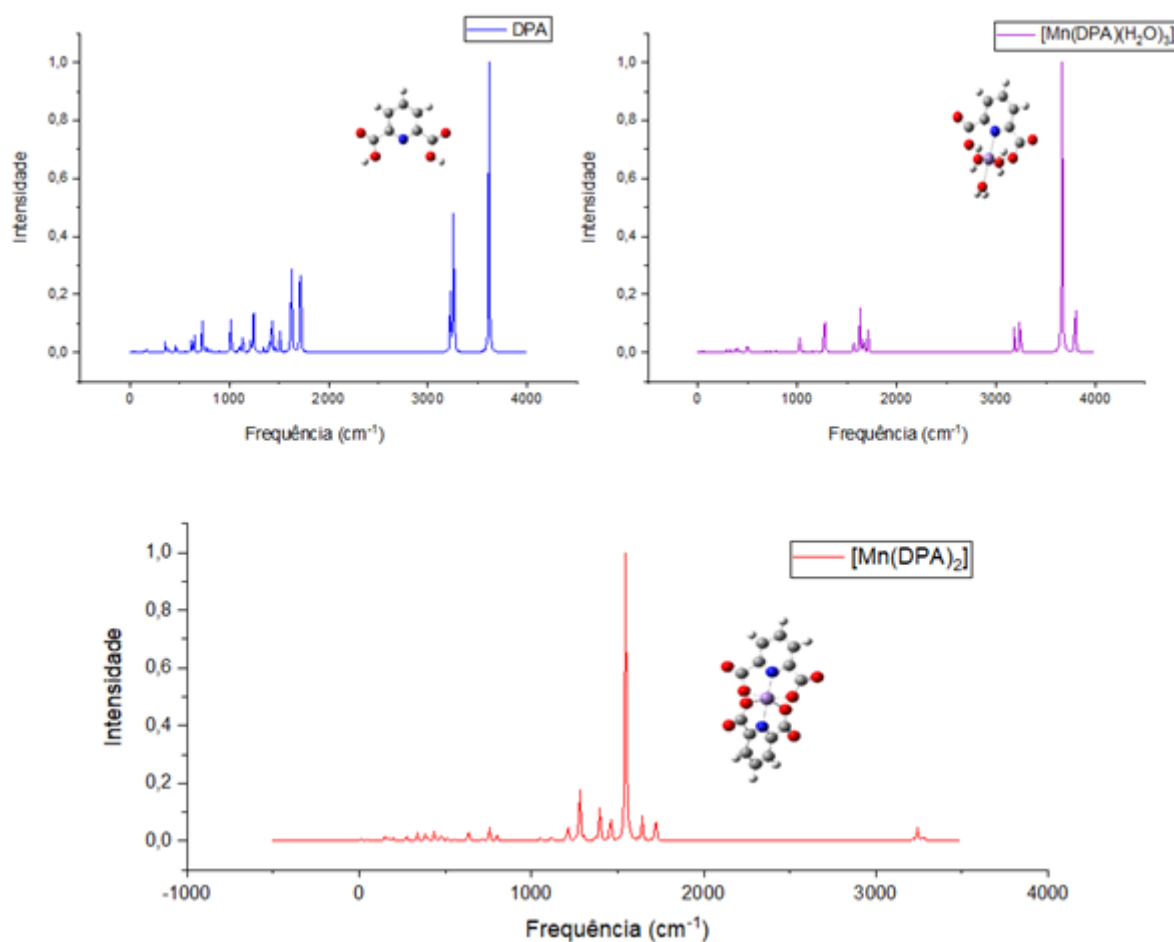 DPA
1,0
0,8
0,6
0,4
0,2
0,0
Intensidade
0 1000 2000 3000 4000
Frequência (cm⁻¹)
[Mn(DPA)(H₂O)₃]
1,0
0,8
0,6
0,4
0,2
0,0
Intensidade
0 1000 2000 3000 4000
Frequência (cm⁻¹)
[Mn(DPA)₂]
1,0
0,8
0,6
0,4
0,2
0,0
Intensidade
-1000 0 1000 2000 3000 4000
Frequência (cm⁻¹)